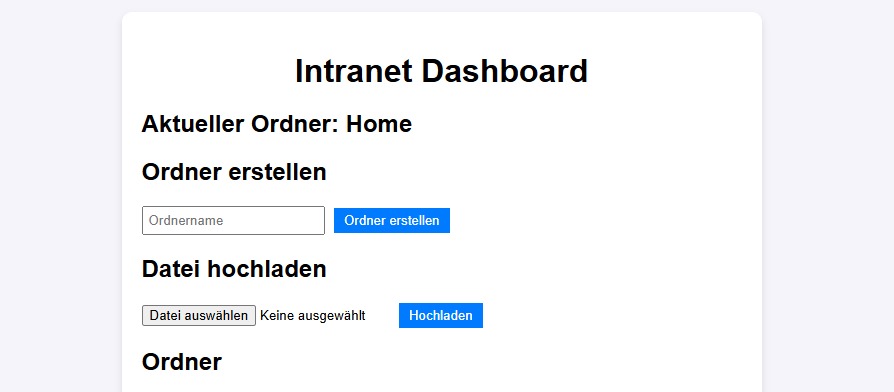 Intranet Dashboard
Aktueller Ordner: Home
Ordner erstellen
Ordnername Ordner erstellen
Datei hochladen
Datei auswählen Keine ausgewählt Hochladen
Ordner